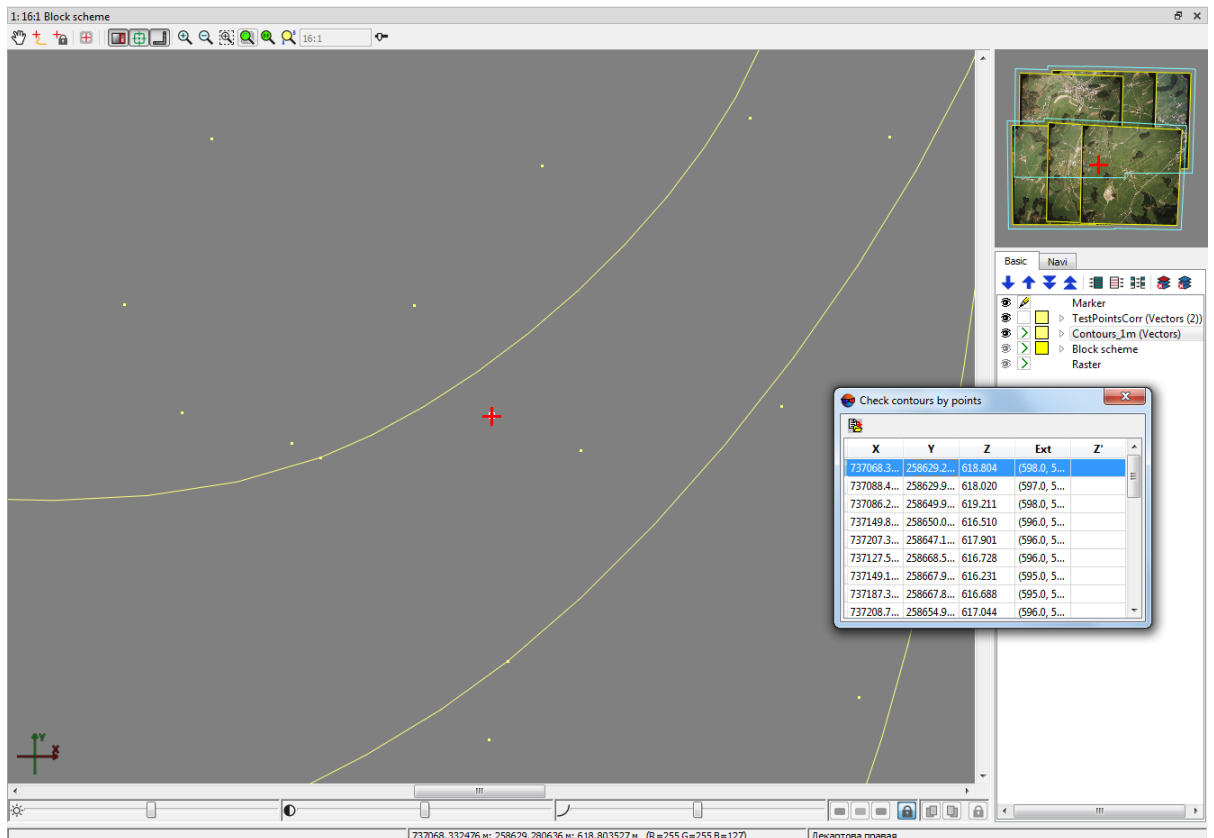 1: 16:1 Block scheme
16:1
Basic Navi
Marker
TestPointsCorr (Vectors (2))
Contours_1m (Vectors)
Block scheme
Raster
Check contours by points
X Y Z Ext Z'
737068.3... 258629.2... 618.804 (598.0, 5...
737088.4... 258629.9... 618.020 (597.0, 5...
737086.2... 258649.9... 619.211 (598.0, 5...
737149.8... 258650.0... 616.510 (596.0, 5...
737207.3... 258647.1... 617.901 (596.0, 5...
737127.5... 258668.5... 616.728 (596.0, 5...
737149.1... 258667.9... 616.231 (595.0, 5...
737187.3... 258667.8... 616.688 (595.0, 5...
737208.7... 258654.9... 617.044 (596.0, 5...
Y
X
737068.332476 м; 258629.280636 м; 618.803527 м (R=255 G=255 B=127) Декартова правая